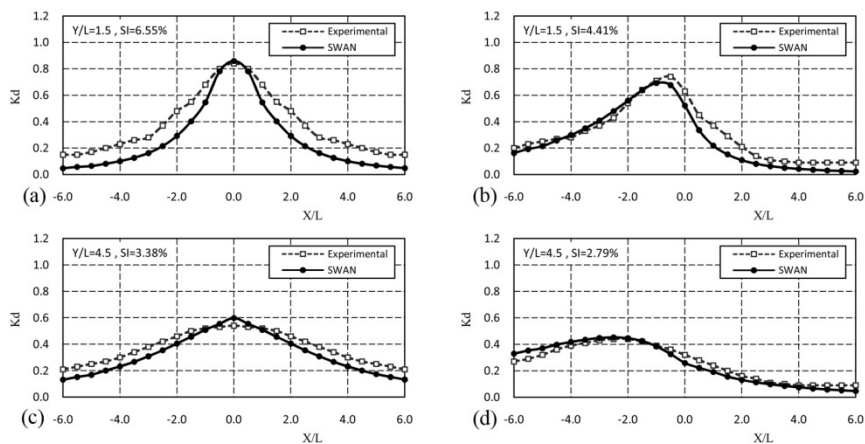 Y/L=1.5 , SI=6.55%
Experimental
SWAN
1.2
1.0
0.8
0.6
0.4
0.2
0.0
Kd
-6.0 -4.0 -2.0 0.0 2.0 4.0 6.0
X/L
(a)
Y/L=1.5 , SI=4.41%
Experimental
SWAN
1.2
1.0
0.8
0.6
0.4
0.2
0.0
Kd
-6.0 -4.0 -2.0 0.0 2.0 4.0 6.0
X/L
(b)
Y/L=4.5 , SI=3.38%
Experimental
SWAN
1.2
1.0
0.8
0.6
0.4
0.2
0.0
Kd
-6.0 -4.0 -2.0 0.0 2.0 4.0 6.0
X/L
(c)
Y/L=4.5 , SI=2.79%
Experimental
SWAN
1.2
1.0
0.8
0.6
0.4
0.2
0.0
Kd
-6.0 -4.0 -2.0 0.0 2.0 4.0 6.0
X/L
(d)